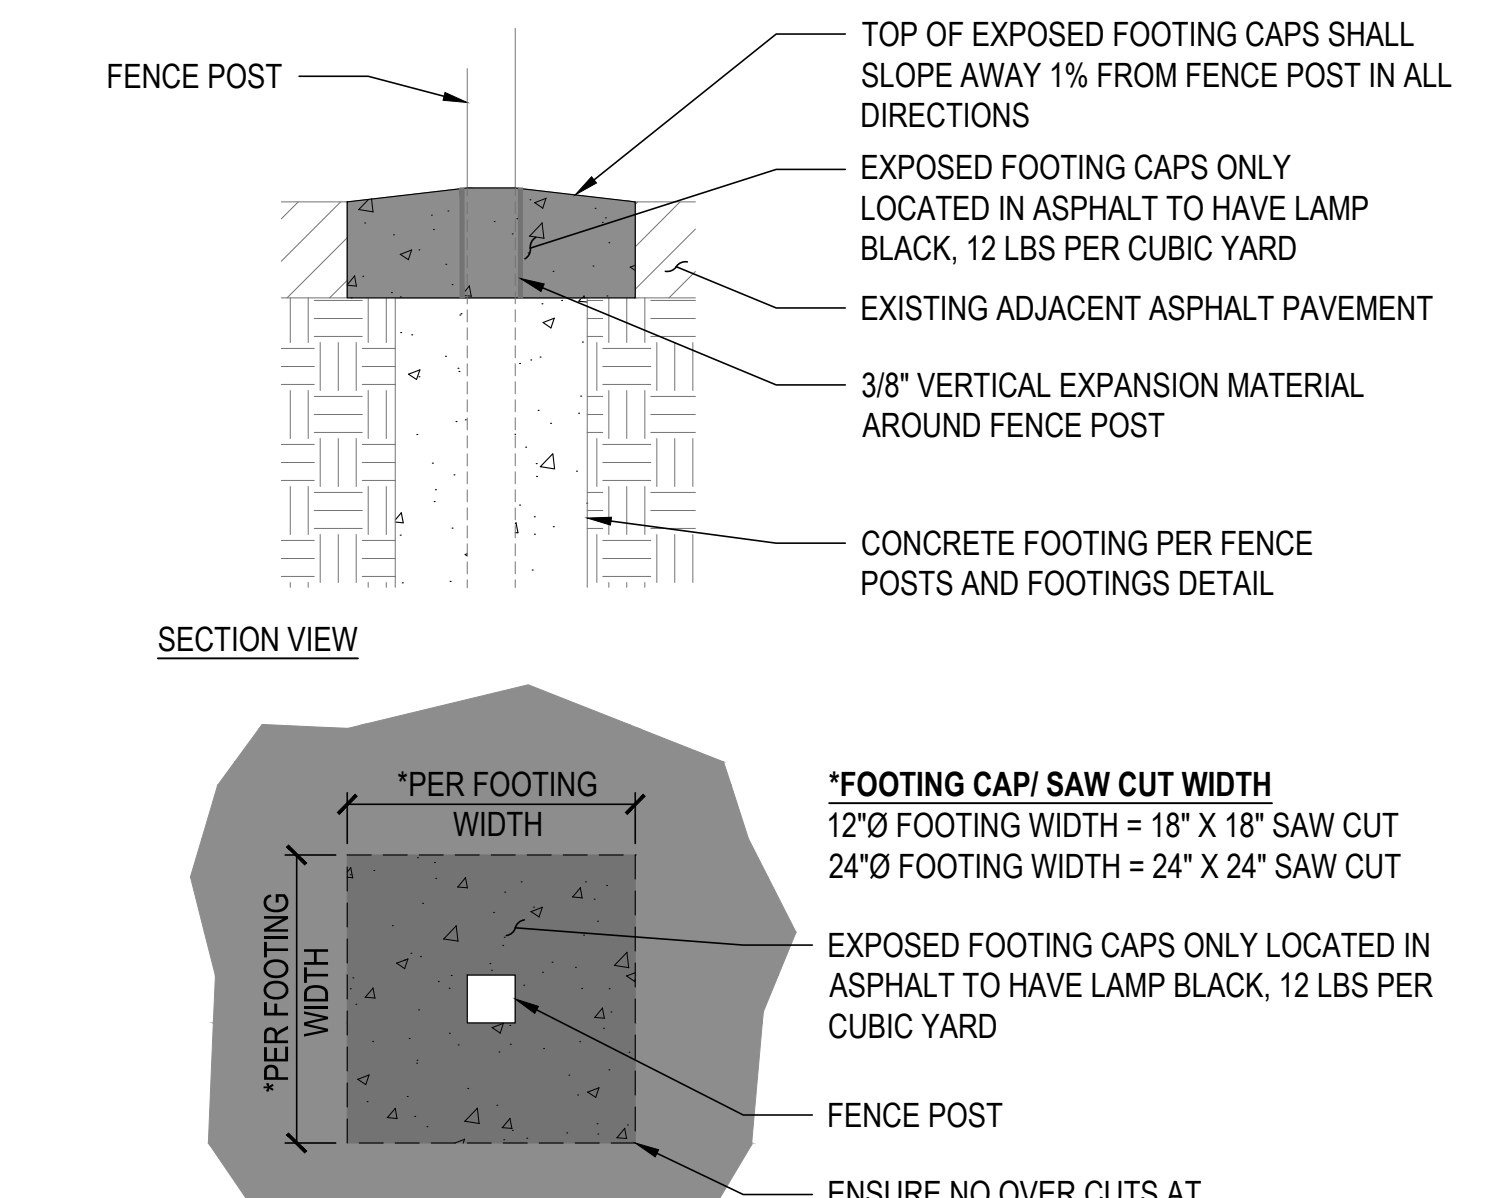 FENCE POST
TOP OF EXPOSED FOOTING CAPS SHALL
SLOPE AWAY 1% FROM FENCE POST IN ALL
DIRECTIONS
EXPOSED FOOTING CAPS ONLY
LOCATED IN ASPHALT TO HAVE LAMP
BLACK, 12 LBS PER CUBIC YARD
EXISTING ADJACENT ASPHALT PAVEMENT
3/8" VERTICAL EXPANSION MATERIAL
AROUND FENCE POST
CONCRETE FOOTING PER FENCE
POSTS AND FOOTINGS DETAIL
SECTION VIEW
*PER FOOTING
WIDTH
*PER FOOTING
WIDTH
*FOOTING CAP/ SAW CUT WIDTH
12"Ø FOOTING WIDTH = 18" X 18" SAW CUT
24"Ø FOOTING WIDTH = 24" X 24" SAW CUT
EXPOSED FOOTING CAPS ONLY LOCATED IN
ASPHALT TO HAVE LAMP BLACK, 12 LBS PER
CUBIC YARD
FENCE POST
ENSURE NO OVER CUTS AT